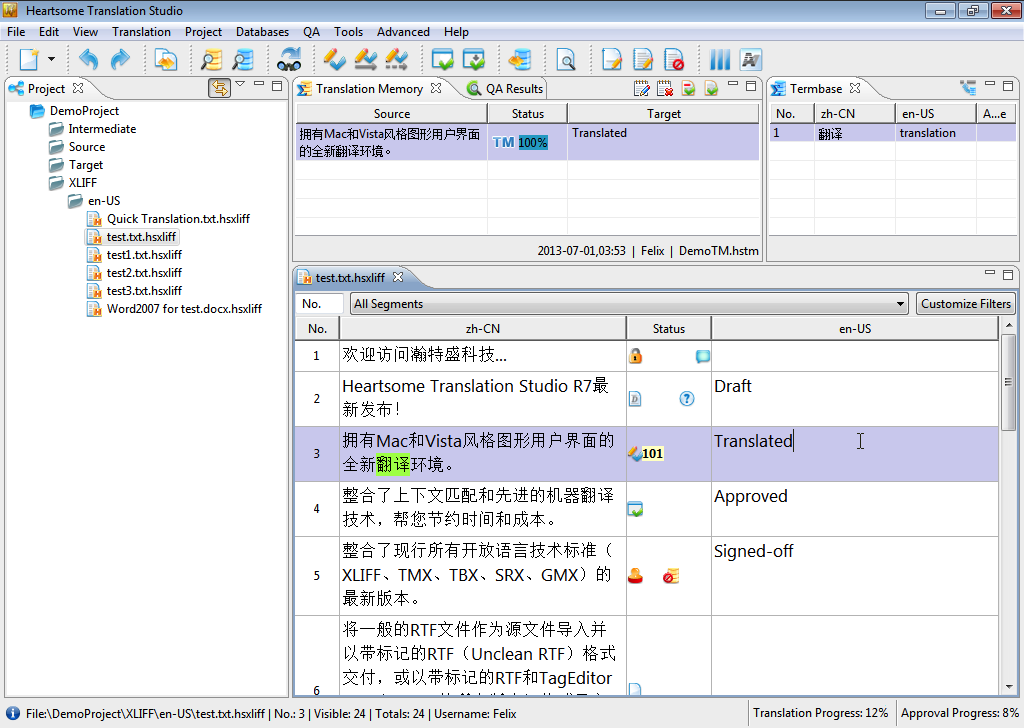 Heartsome Translation Studio
File Edit View Translation Project Databases QA Tools Advanced Help
Project
DemoProject
Intermediate
Source
Target
XLIFF
en-US
Quick Translation.txt.hsxliff
test.txt.hsxliff
test1.txt.hsxliff
test2.txt.hsxliff
test3.txt.hsxliff
Word2007 for test.docx.hsxliff
Translation Memory QA Results
Source Status Target
拥有Mac和Vista风格图形用户界面
的全新翻译环境。
TM 100%
Translated
2013-07-01,03:53 | Felix | DemoTM.hstm
Termbase
No. zh-CN en-US A...e
1 翻译 translation
test.txt.hsxliff
No. All Segments Customize Filters
No. zh-CN Status en-US
1 欢迎访问瀚特盛科技...
2 Heartsome Translation Studio R7最
新发布！
Draft
3 拥有Mac和Vista风格图形用户界面的
全新翻译环境。
101
Translated
4 整合了上下文匹配和先进的机器翻译
技术，帮您节约时间和成本。
Approved
5 整合了现行所有开放语言技术标准（
XLIFF、TMX、TBX、SRX、GMX）的
最新版本。
Signed-off
6 将一般的RTF文件作为源文件导入并
以带标记的RTF（Unclean RTF）格式
交付，或以带标记的RTF和TagEditor
File:\DemoProject\XLIFF\en-US\test.txt.hsxliff | No.: 3 | Visible: 24 | Totals: 24 | Username: Felix
Translation Progress: 12% Approval Progress: 8%